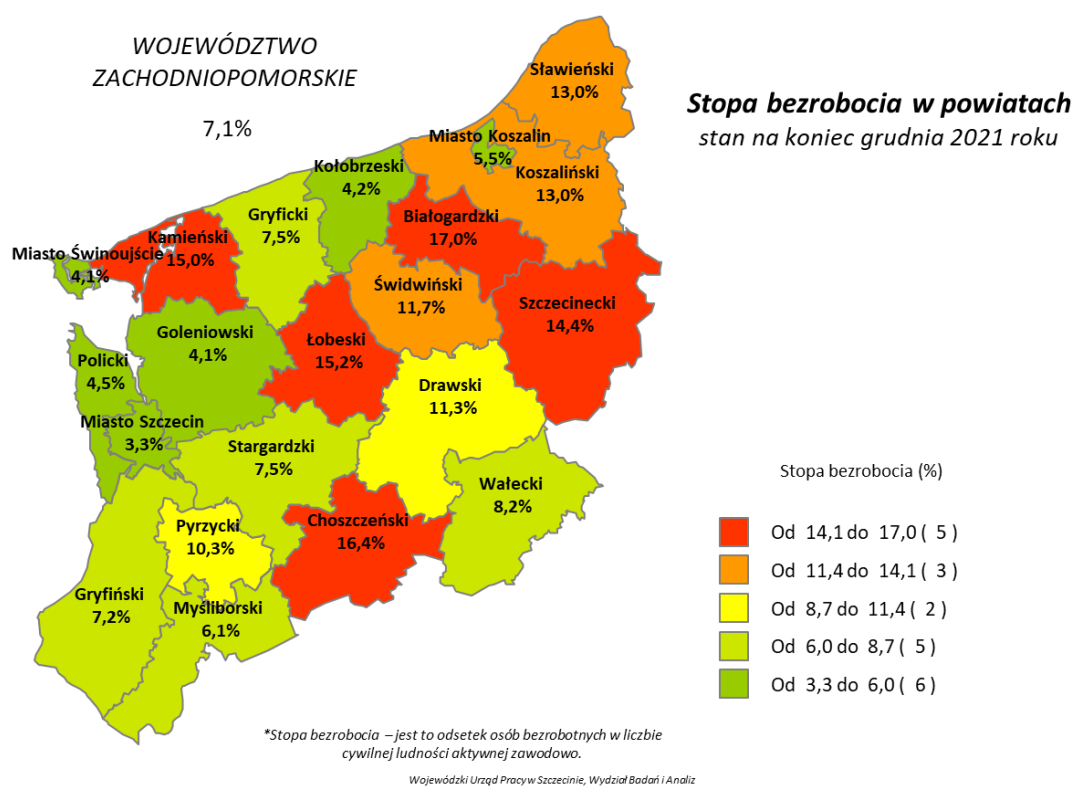 WOJEWÓDZTWO
ZACHODNIOPOMORSKIE
7,1%
Stopa bezrobocia w powiatach
stan na koniec grudnia 2021 roku
Sławieński
13,0%
Miasto Koszalin
5,5%
Koszaliński
13,0%
Kołobrzeski
4,2%
Białogardzki
17,0%
Gryficki
7,5%
Kamieński
15,0%
Miasto Świnoujście
4,1%
Świdwiński
11,7%
Szczecinecki
14,4%
Goleniowski
4,1%
Łobeski
15,2%
Policki
4,5%
Drawski
11,3%
Miasto Szczecin
3,3%
Stargardzki
7,5%
Wałecki
8,2%
Pyrzycki
10,3%
Choszczeński
16,4%
Gryfiński
7,2%
Myśliborski
6,1%
Stopa bezrobocia (%)
Od 14,1 do 17,0 ( 5 )
Od 11,4 do 14,1 ( 3 )
Od 8,7 do 11,4 ( 2 )
Od 6,0 do 8,7 ( 5 )
Od 3,3 do 6,0 ( 6 )
*Stopa bezrobocia – jest to odsetek osób bezrobotnych w liczbie
cywilnej ludności aktywnej zawodowo.
Wojewódzki Urząd Pracy w Szczecinie, Wydział Badań i Analiz